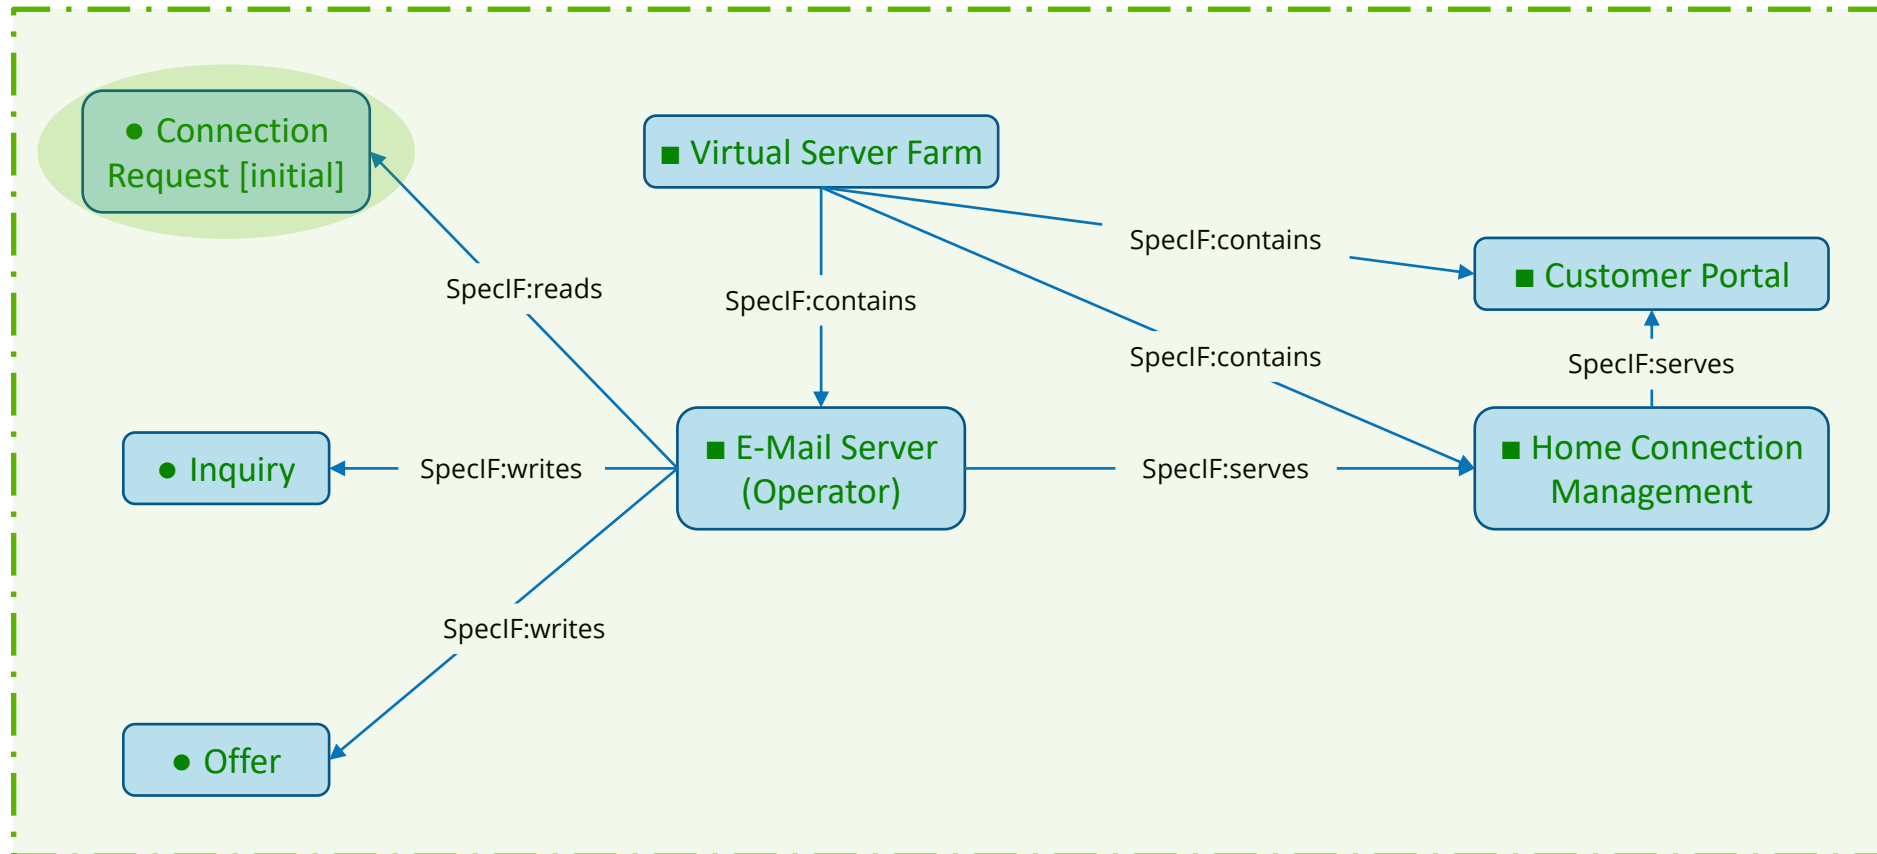 ● Connection
Request [initial]
■ Virtual Server Farm
SpecIF:contains
■ Customer Portal
SpecIF:reads
SpecIF:contains
SpecIF:contains
SpecIF:serves
● Inquiry
SpecIF:writes
■ E-Mail Server
(Operator)
SpecIF:serves
■ Home Connection
Management
SpecIF:writes
● Offer